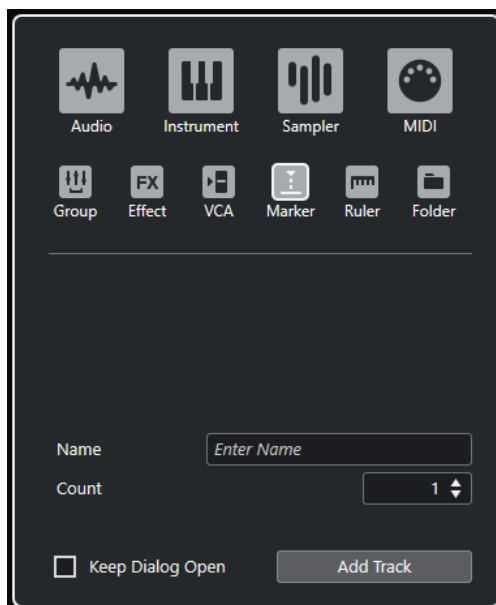 Audio Instrument Sampler MIDI
FX
Group Effect VCA Marker Ruler Folder
Name Enter Name
Count 1
Keep Dialog Open Add Track